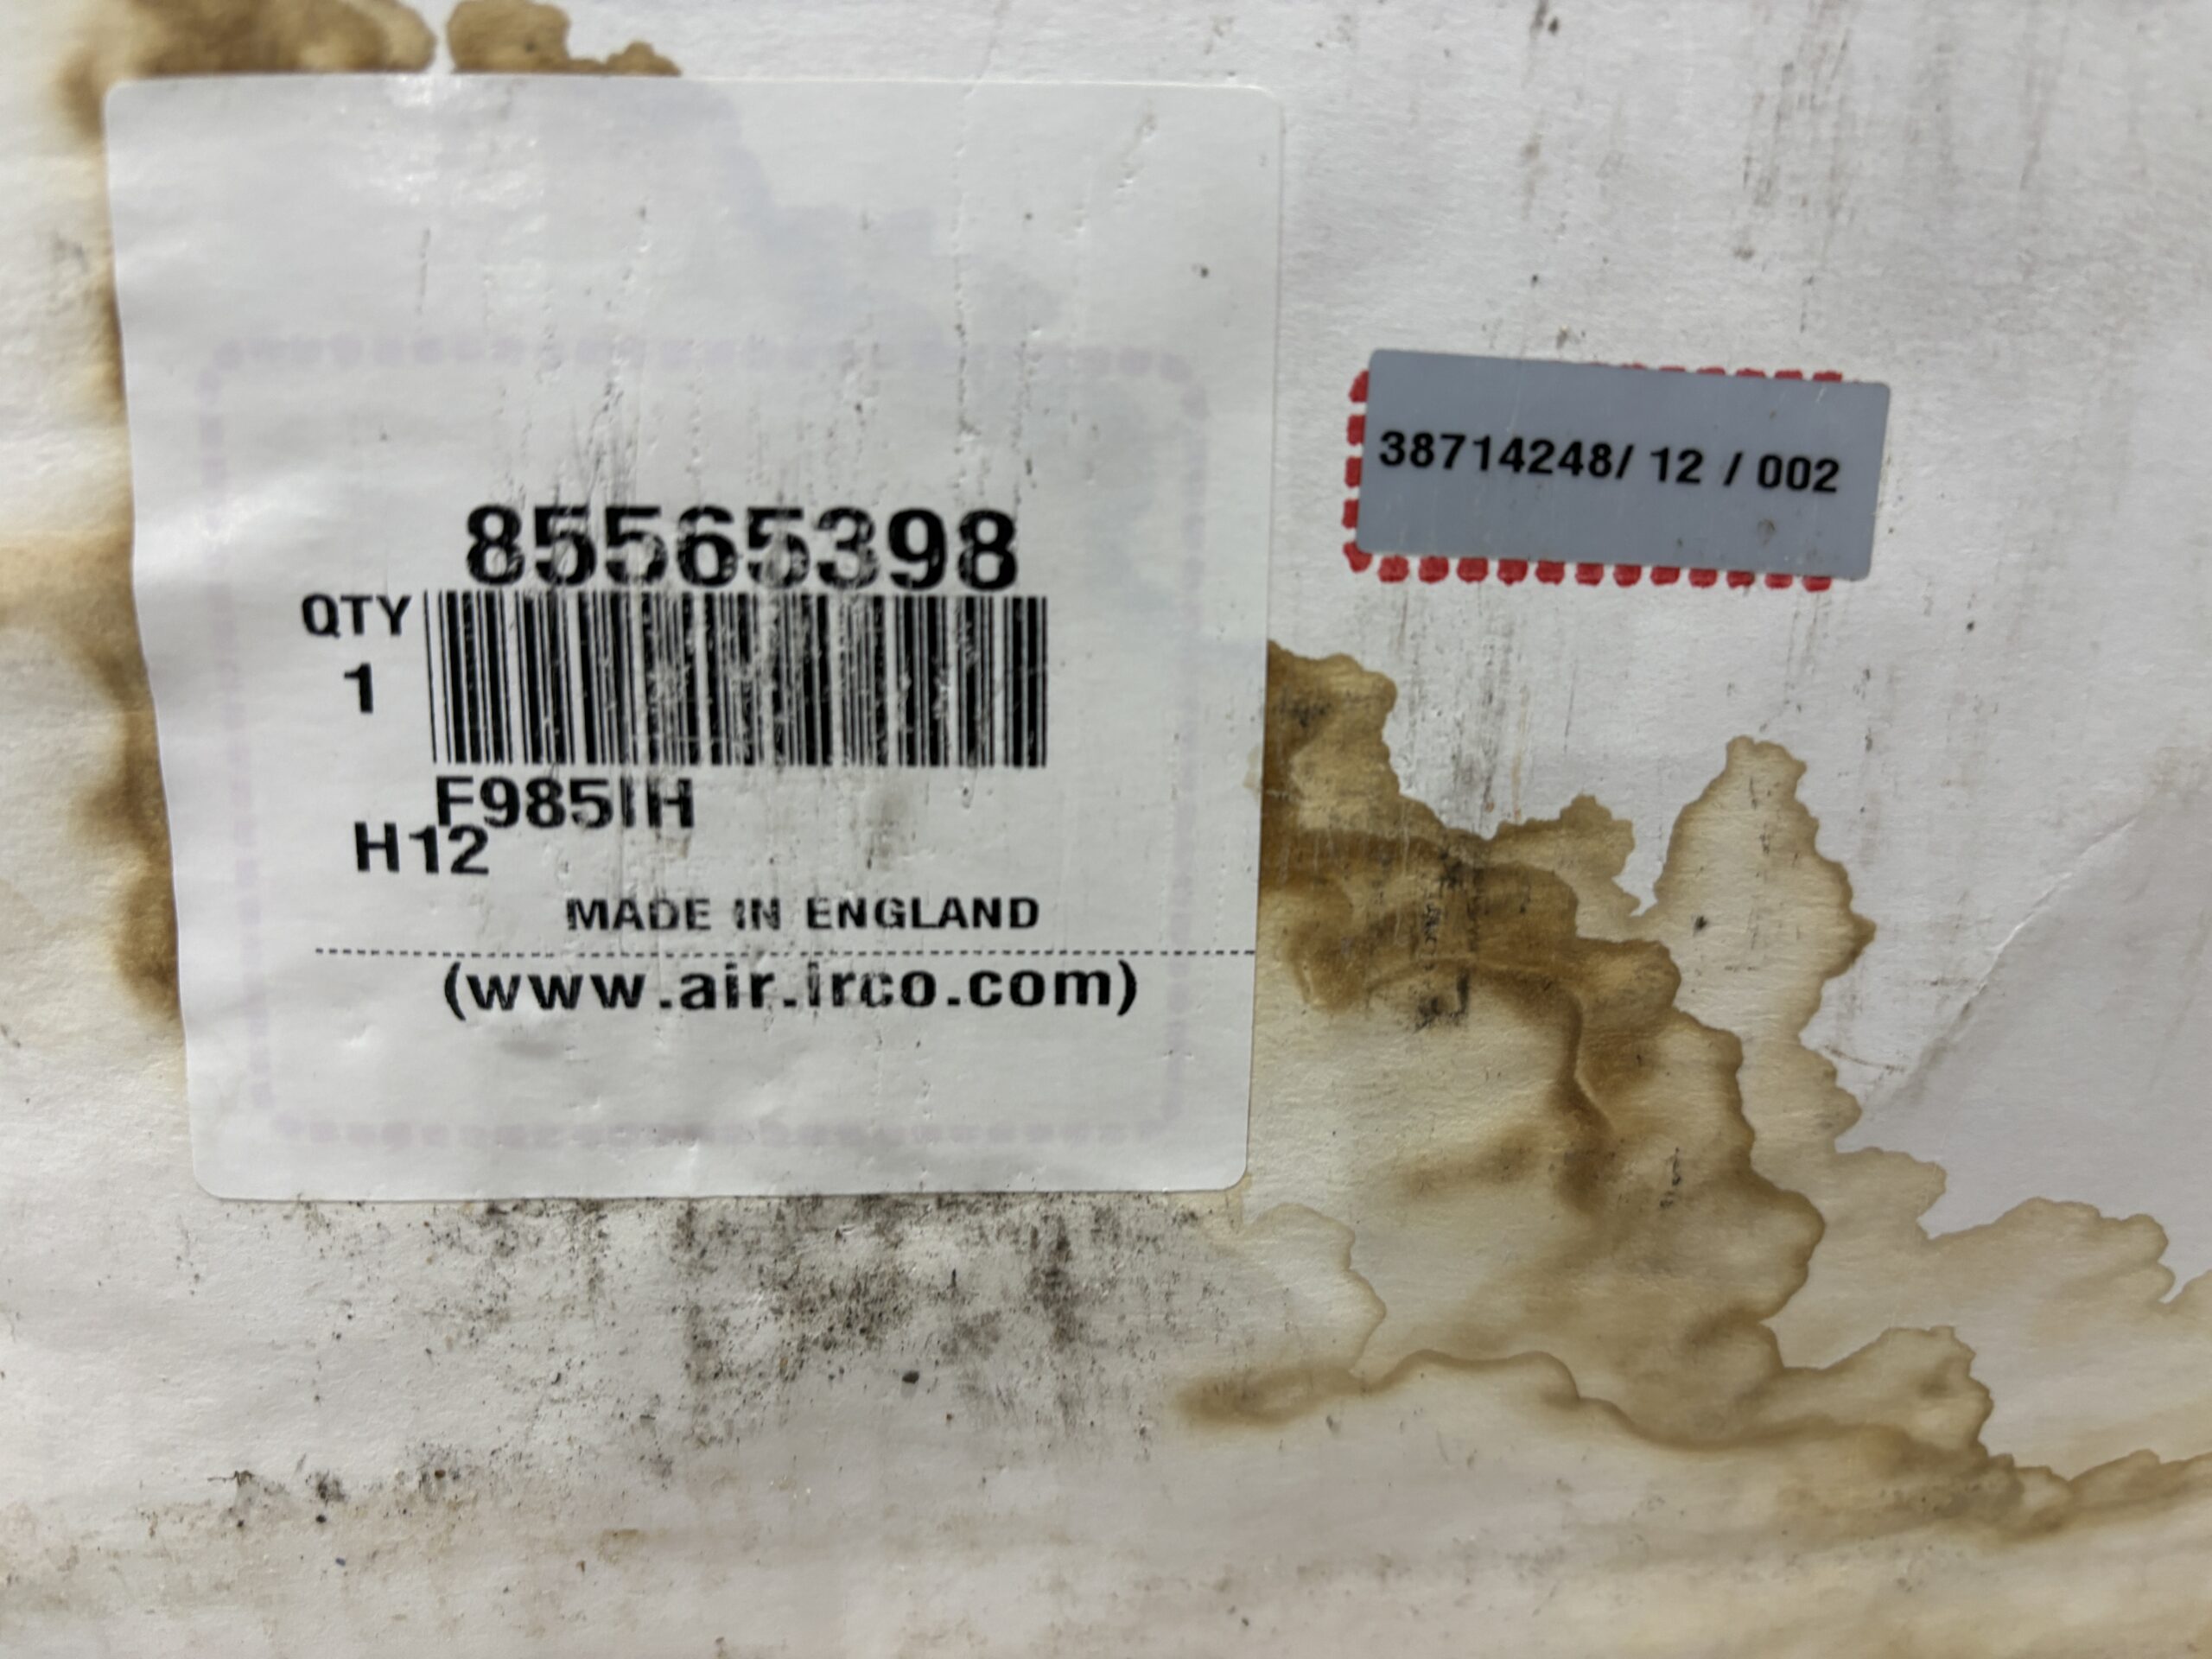 85565398
QTY
1
F985IH
H12
MADE IN ENGLAND
(www.air.irco.com)
38714248/ 12 / 002